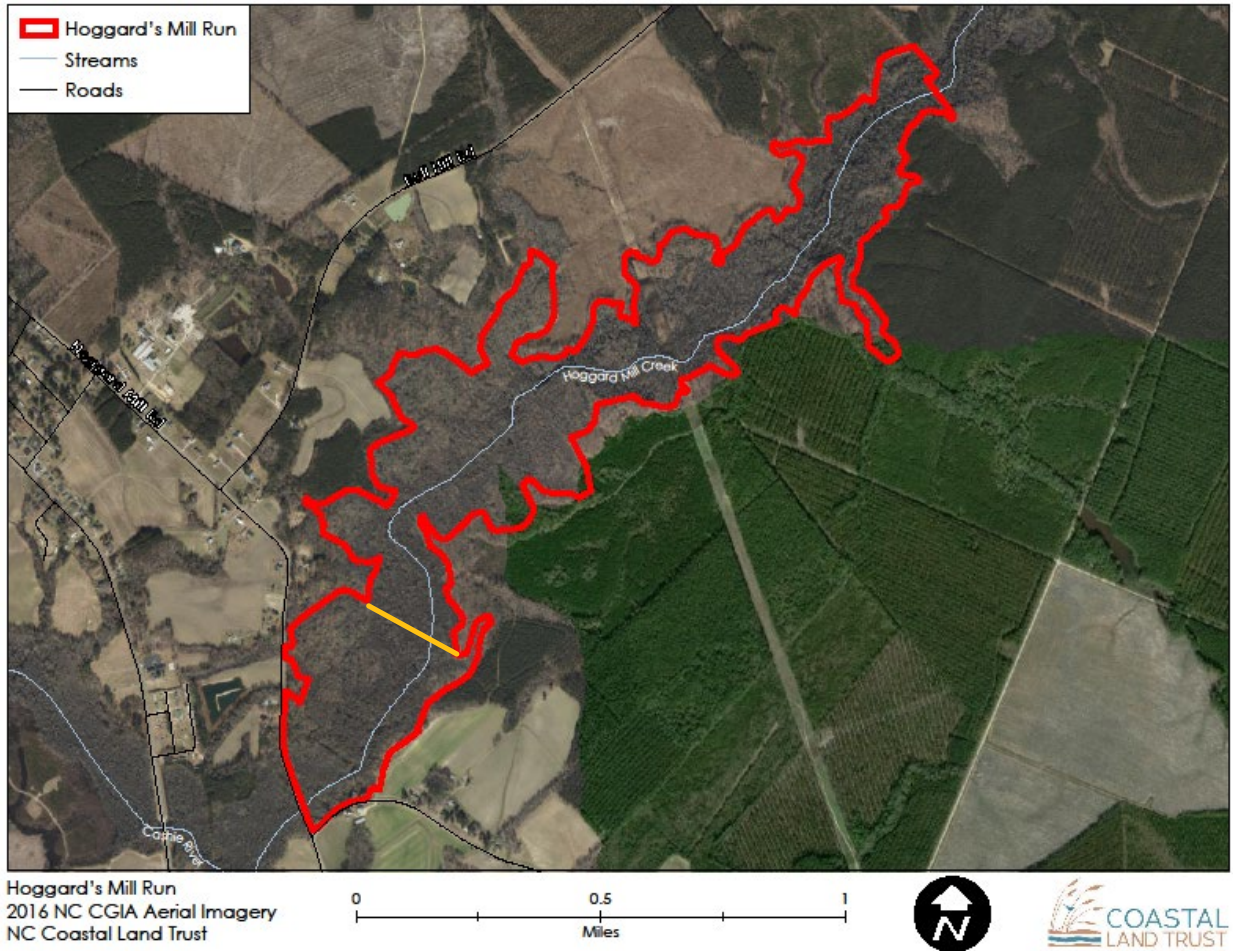 Hoggard's Mill Run
Streams
Roads
Hoggard Mill Creek
Cashie River
Hoggard's Mill Run
2016 NC CGIA Aerial Imagery
NC Coastal Land Trust
0 0.5 1
Miles
N
COASTAL
LAND TRUST